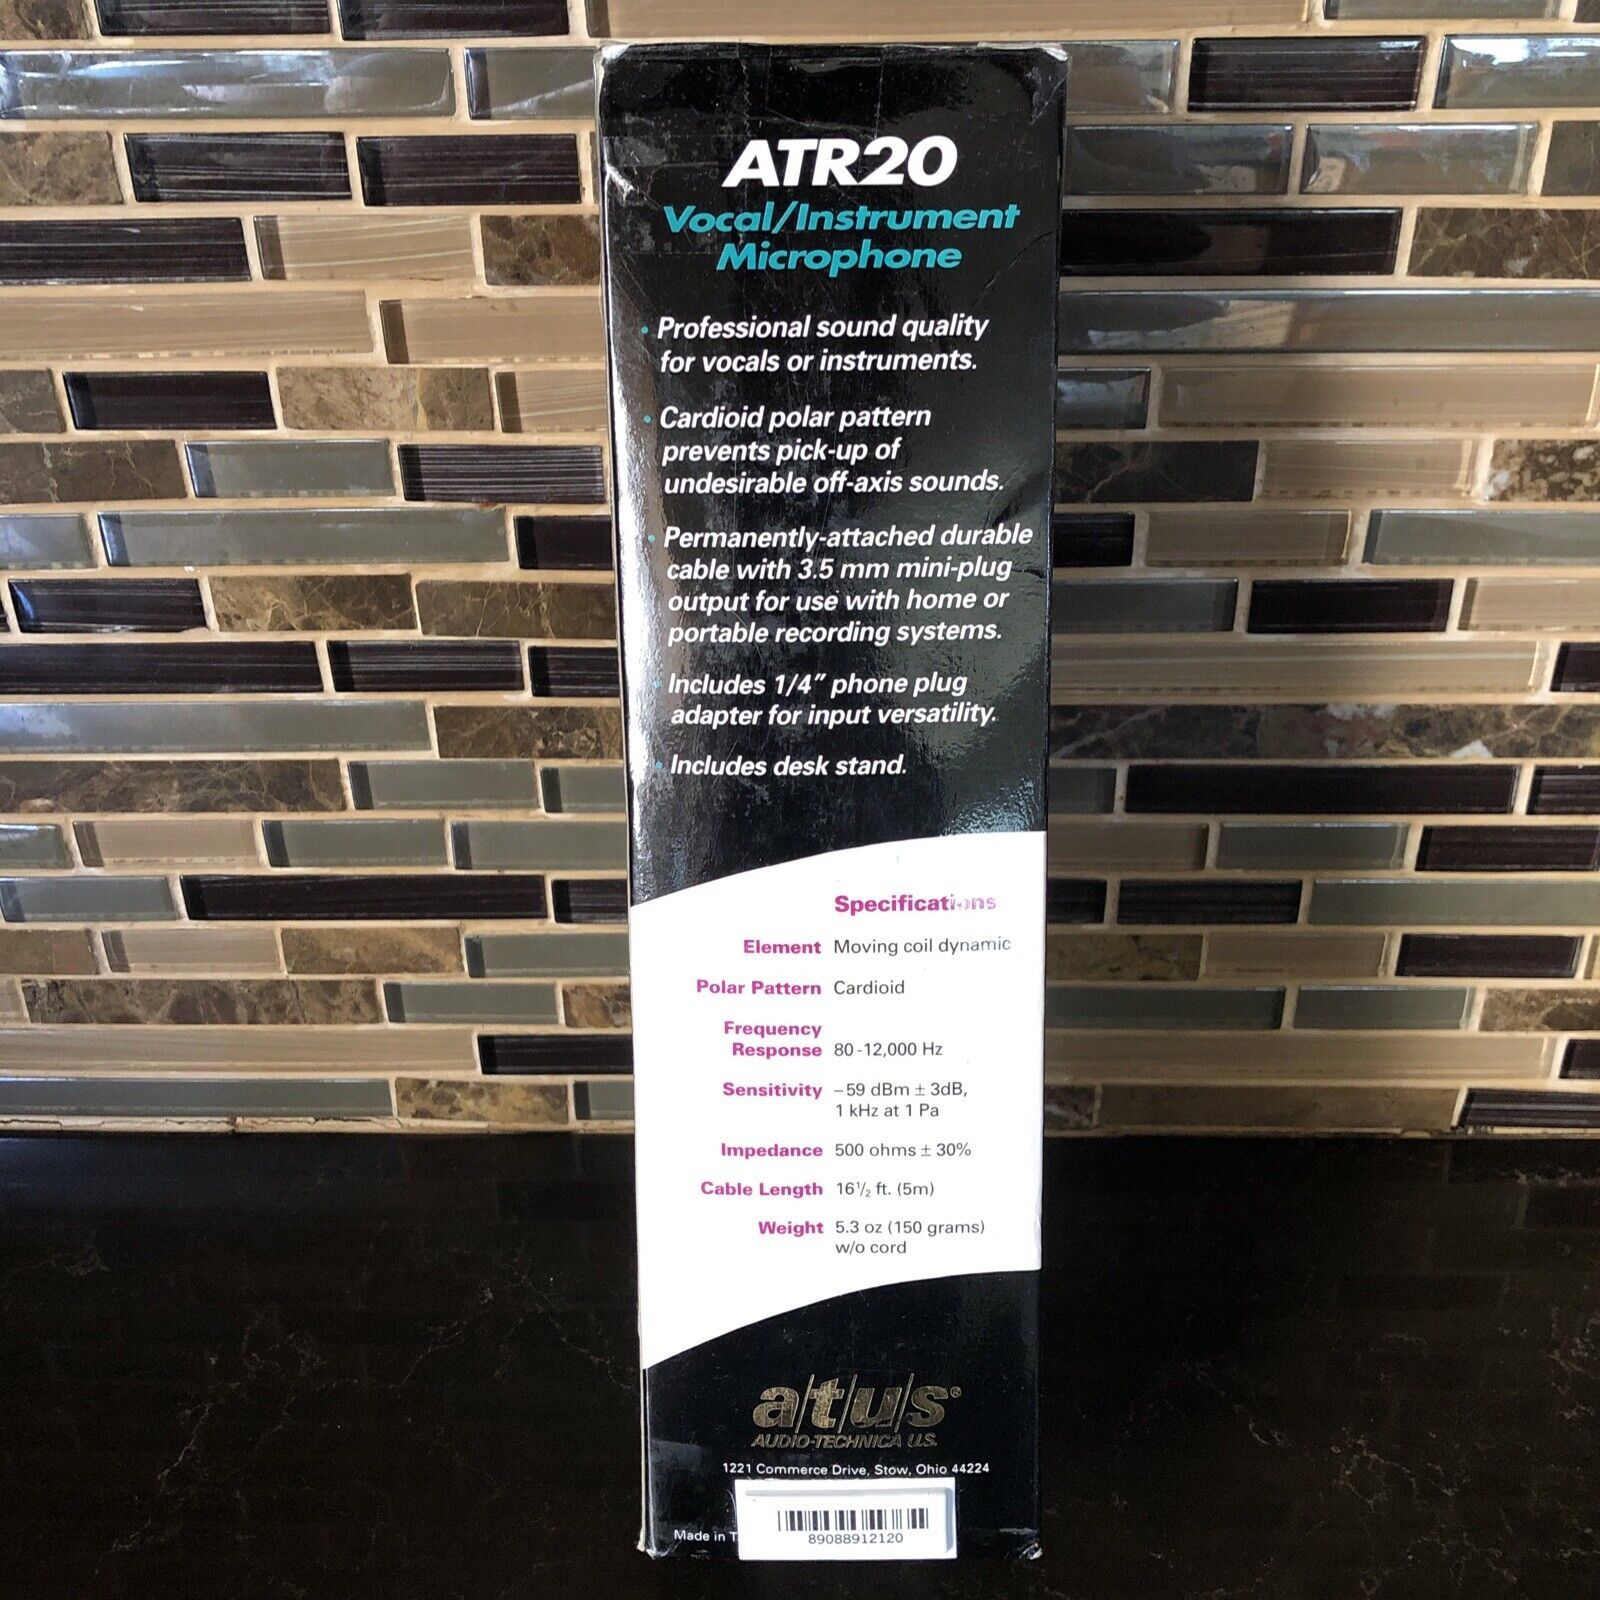 ATR20
Vocal/Instrument
Microphone
• Professional sound quality
for vocals or instruments.
• Cardioid polar pattern
prevents pick-up of
undesirable off-axis sounds.
• Permanently-attached durable
cable with 3.5 mm mini-plug
output for use with home or
portable recording systems.
• Includes 1/4″ phone plug
adapter for input versatility.
• Includes desk stand.
Specifications
Element Moving coil dynamic
Polar Pattern Cardioid
Frequency
Response 80-12,000 Hz
Sensitivity –59 dBm ± 3dB,
1 kHz at 1 Pa
Impedance 500 ohms ± 30%
Cable Length 16½ ft. (5m)
Weight 5.3 oz (150 grams)
w/o cord
a/t/u/s®
AUDIO-TECHNICA U.S.
1221 Commerce Drive, Stow, Ohio 44224
Made in T
89088912120